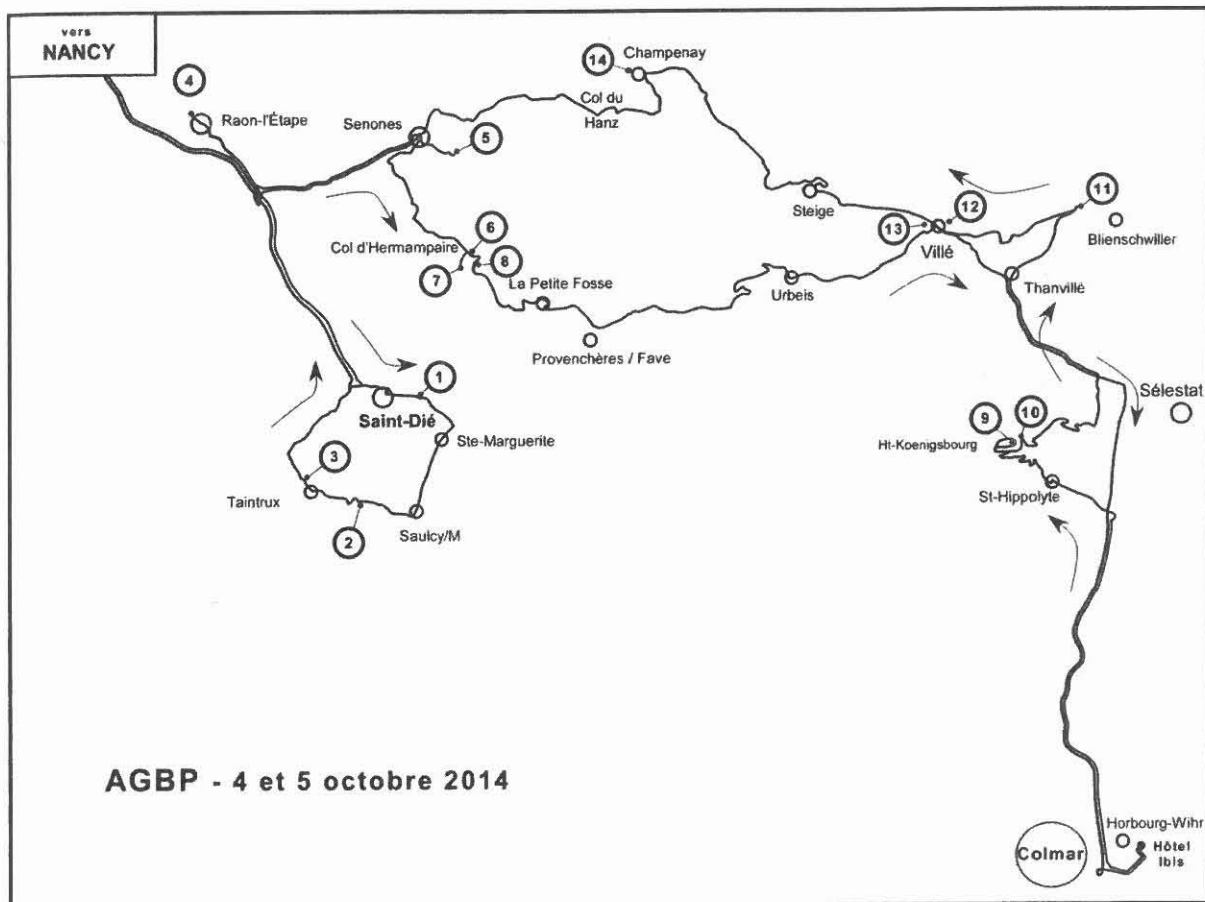 vers
NANCY
4
Raon-l'Étape
Senones
5
14
Champenay
Col du
Hanz
Steige
11
12
13
Villé
Blienschwiller
Thanvillé
Col d'Hermampaire
6
7
8
La Petite Fosse
Urbeis
Provenchères / Fave
1
Saint-Dié
Ste-Marguerite
3
Taintrux
2
Saulcy/M
Sélestat
9
10
Ht-Koenigsbourg
St-Hippolyte
AGBP - 4 et 5 octobre 2014
Horbourg-Wihr
Colmar
Hôtel
Ibis